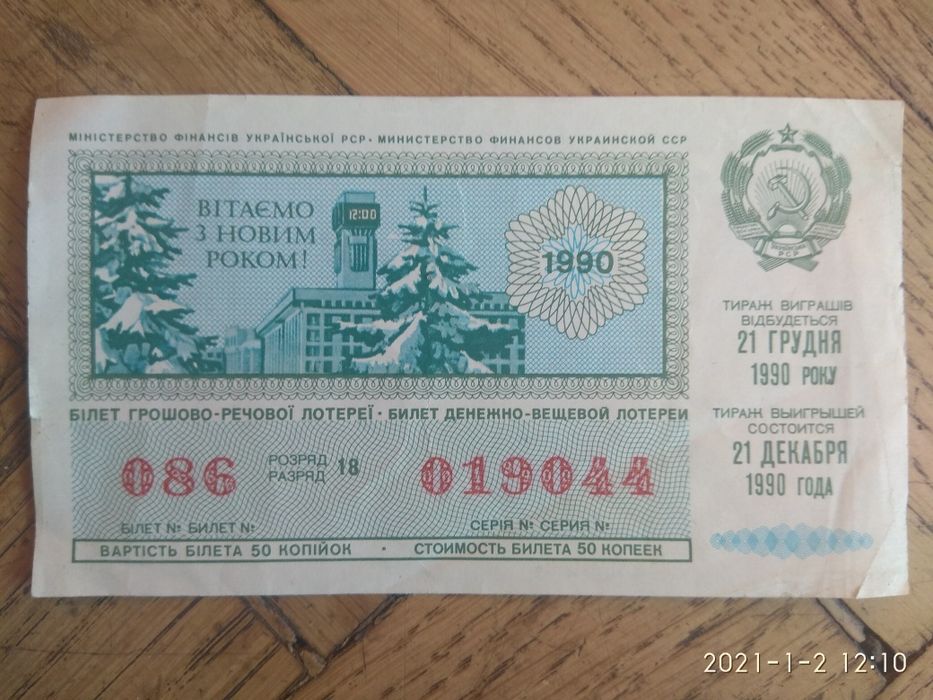 МІНІСТЕРСТВО ФІНАНСІВ УКРАЇНСЬКОЇ РСР • МИНИСТЕРСТВО ФИНАНСОВ УКРАИНСКОЙ ССР
ВІТАЄМО
З НОВИМ
РОКОМ!
12:00
1990
БІЛЕТ ГРОШОВО-РЕЧОВОЇ ЛОТЕРЕЇ • БИЛЕТ ДЕНЕЖНО-ВЕЩЕВОЙ ЛОТЕРЕИ
086 РОЗРЯД РАЗРЯД 18 019044
БІЛЕТ № БИЛЕТ № СЕРІЯ № СЕРИЯ №
ВАРТІСТЬ БІЛЕТА 50 КОПІЙОК • СТОИМОСТЬ БИЛЕТА 50 КОПЕЕК
РСР
ТИРАЖ ВИГРАШІВ
ВІДБУДЕТЬСЯ
21 ГРУДНЯ
1990 РОКУ
ТИРАЖ ВЫИГРЫШЕЙ
СОСТОИТСЯ
21 ДЕКАБРЯ
1990 ГОДА
2021-1-2 12:10